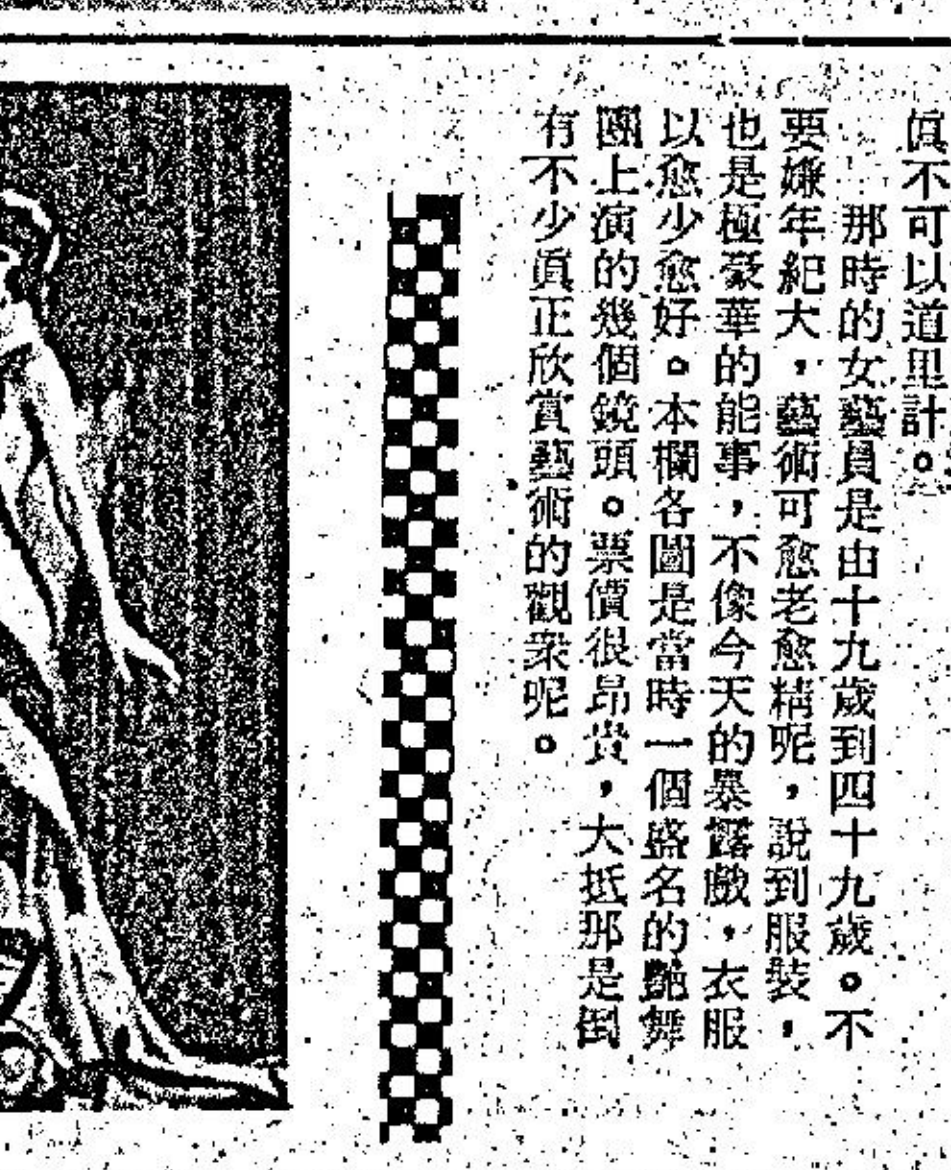 眞不可以道里計。
那時的女藝員是由十九歲到四十九歲。不
要嫌年紀大，藝術可愈老愈精呢，說到服裝，
也是極豪華的能事，不像今天的暴露戲，衣服
以愈少愈好。本欄各圖是當時一個盛名的艷舞
團上演的幾個鏡頭。票價很昂貴，大抵那是倒
有不少眞正欣賞藝術的觀衆呢。